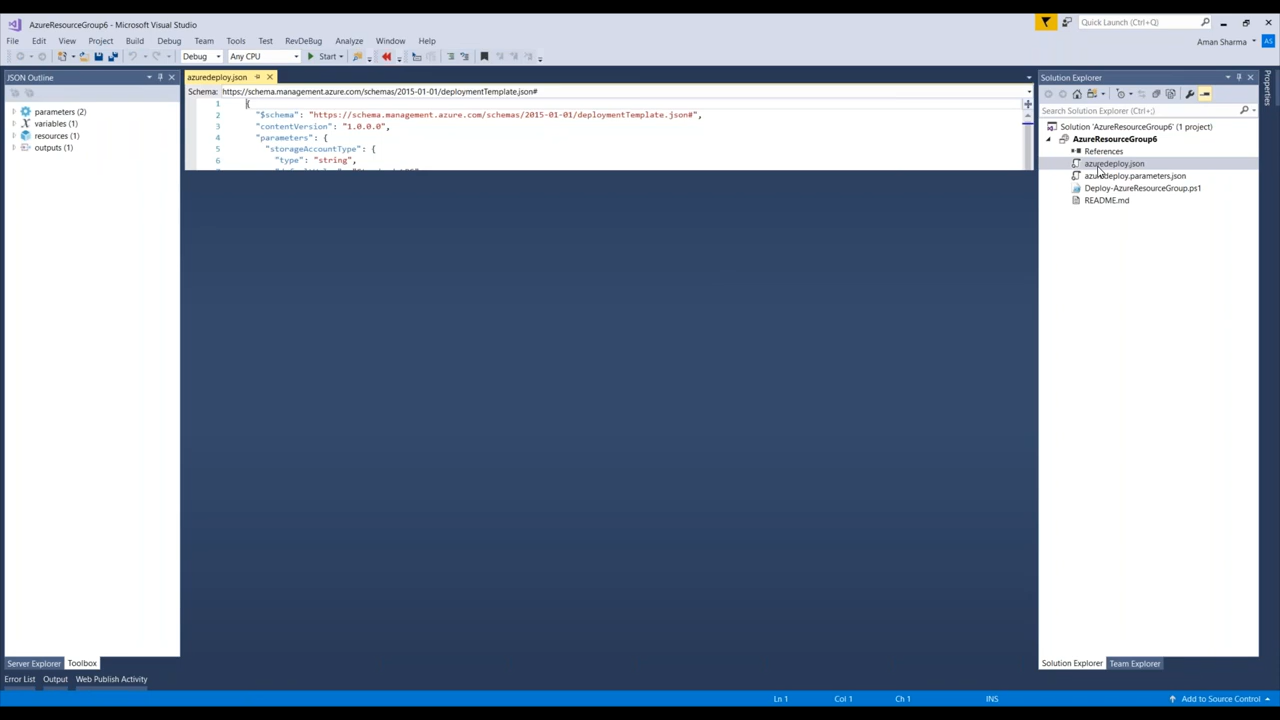 AzureResourceGroup6 - Microsoft Visual Studio
Quick Launch (Ctrl+Q)
File Edit View Project Build Debug Team Tools Test RevDeBug Analyze Window Help
Aman Sharma AS
Debug Any CPU Start
JSON Outline
parameters (2)
variables (1)
resources (1)
outputs (1)
Server Explorer Toolbox
azuredeploy.json
Schema: https://schema.management.azure.com/schemas/2015-01-01/deploymentTemplate.json#
1 {
2 "$schema": "https://schema.management.azure.com/schemas/2015-01-01/deploymentTemplate.json#",
3 "contentVersion": "1.0.0.0",
4 "parameters": {
5 "storageAccountType": {
6 "type": "string",
Solution Explorer
Search Solution Explorer (Ctrl+;)
Solution 'AzureResourceGroup6' (1 project)
AzureResourceGroup6
References
azuredeploy.json
azuredeploy.parameters.json
Deploy-AzureResourceGroup.ps1
README.md
Solution Explorer Team Explorer
Properties
Error List Output Web Publish Activity
Ln 1 Col 1 Ch 1 INS Add to Source Control